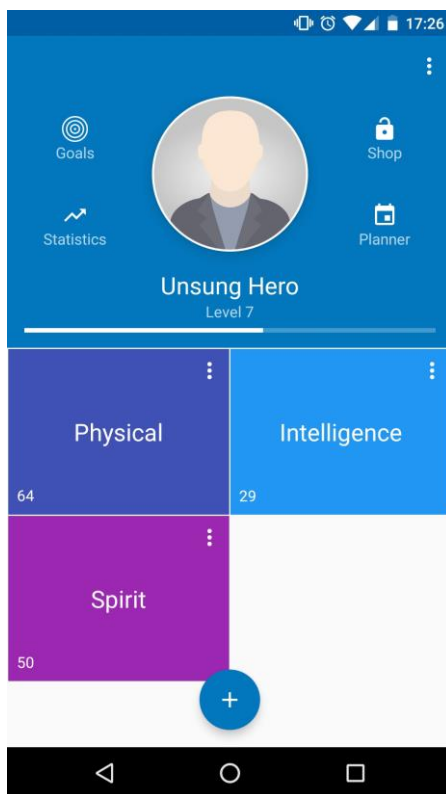 17:26
Goals
Shop
Statistics
Planner
Unsung Hero
Level 7
Physical
64
Intelligence
29
Spirit
50
+